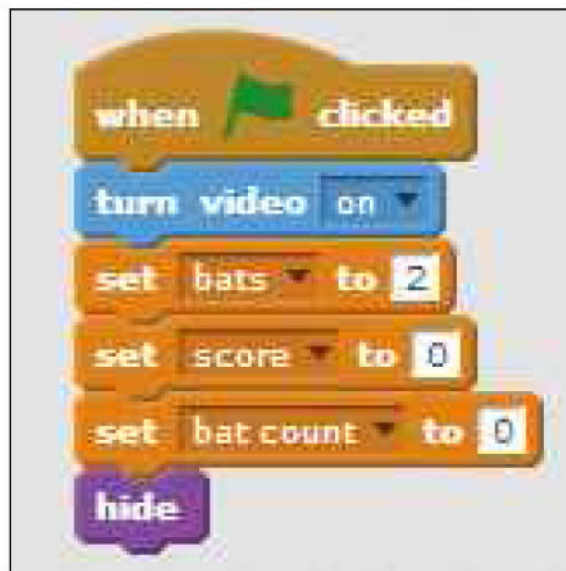 when clicked
turn video on
set bats to 2
set score to 0
set bat count to 0
hide